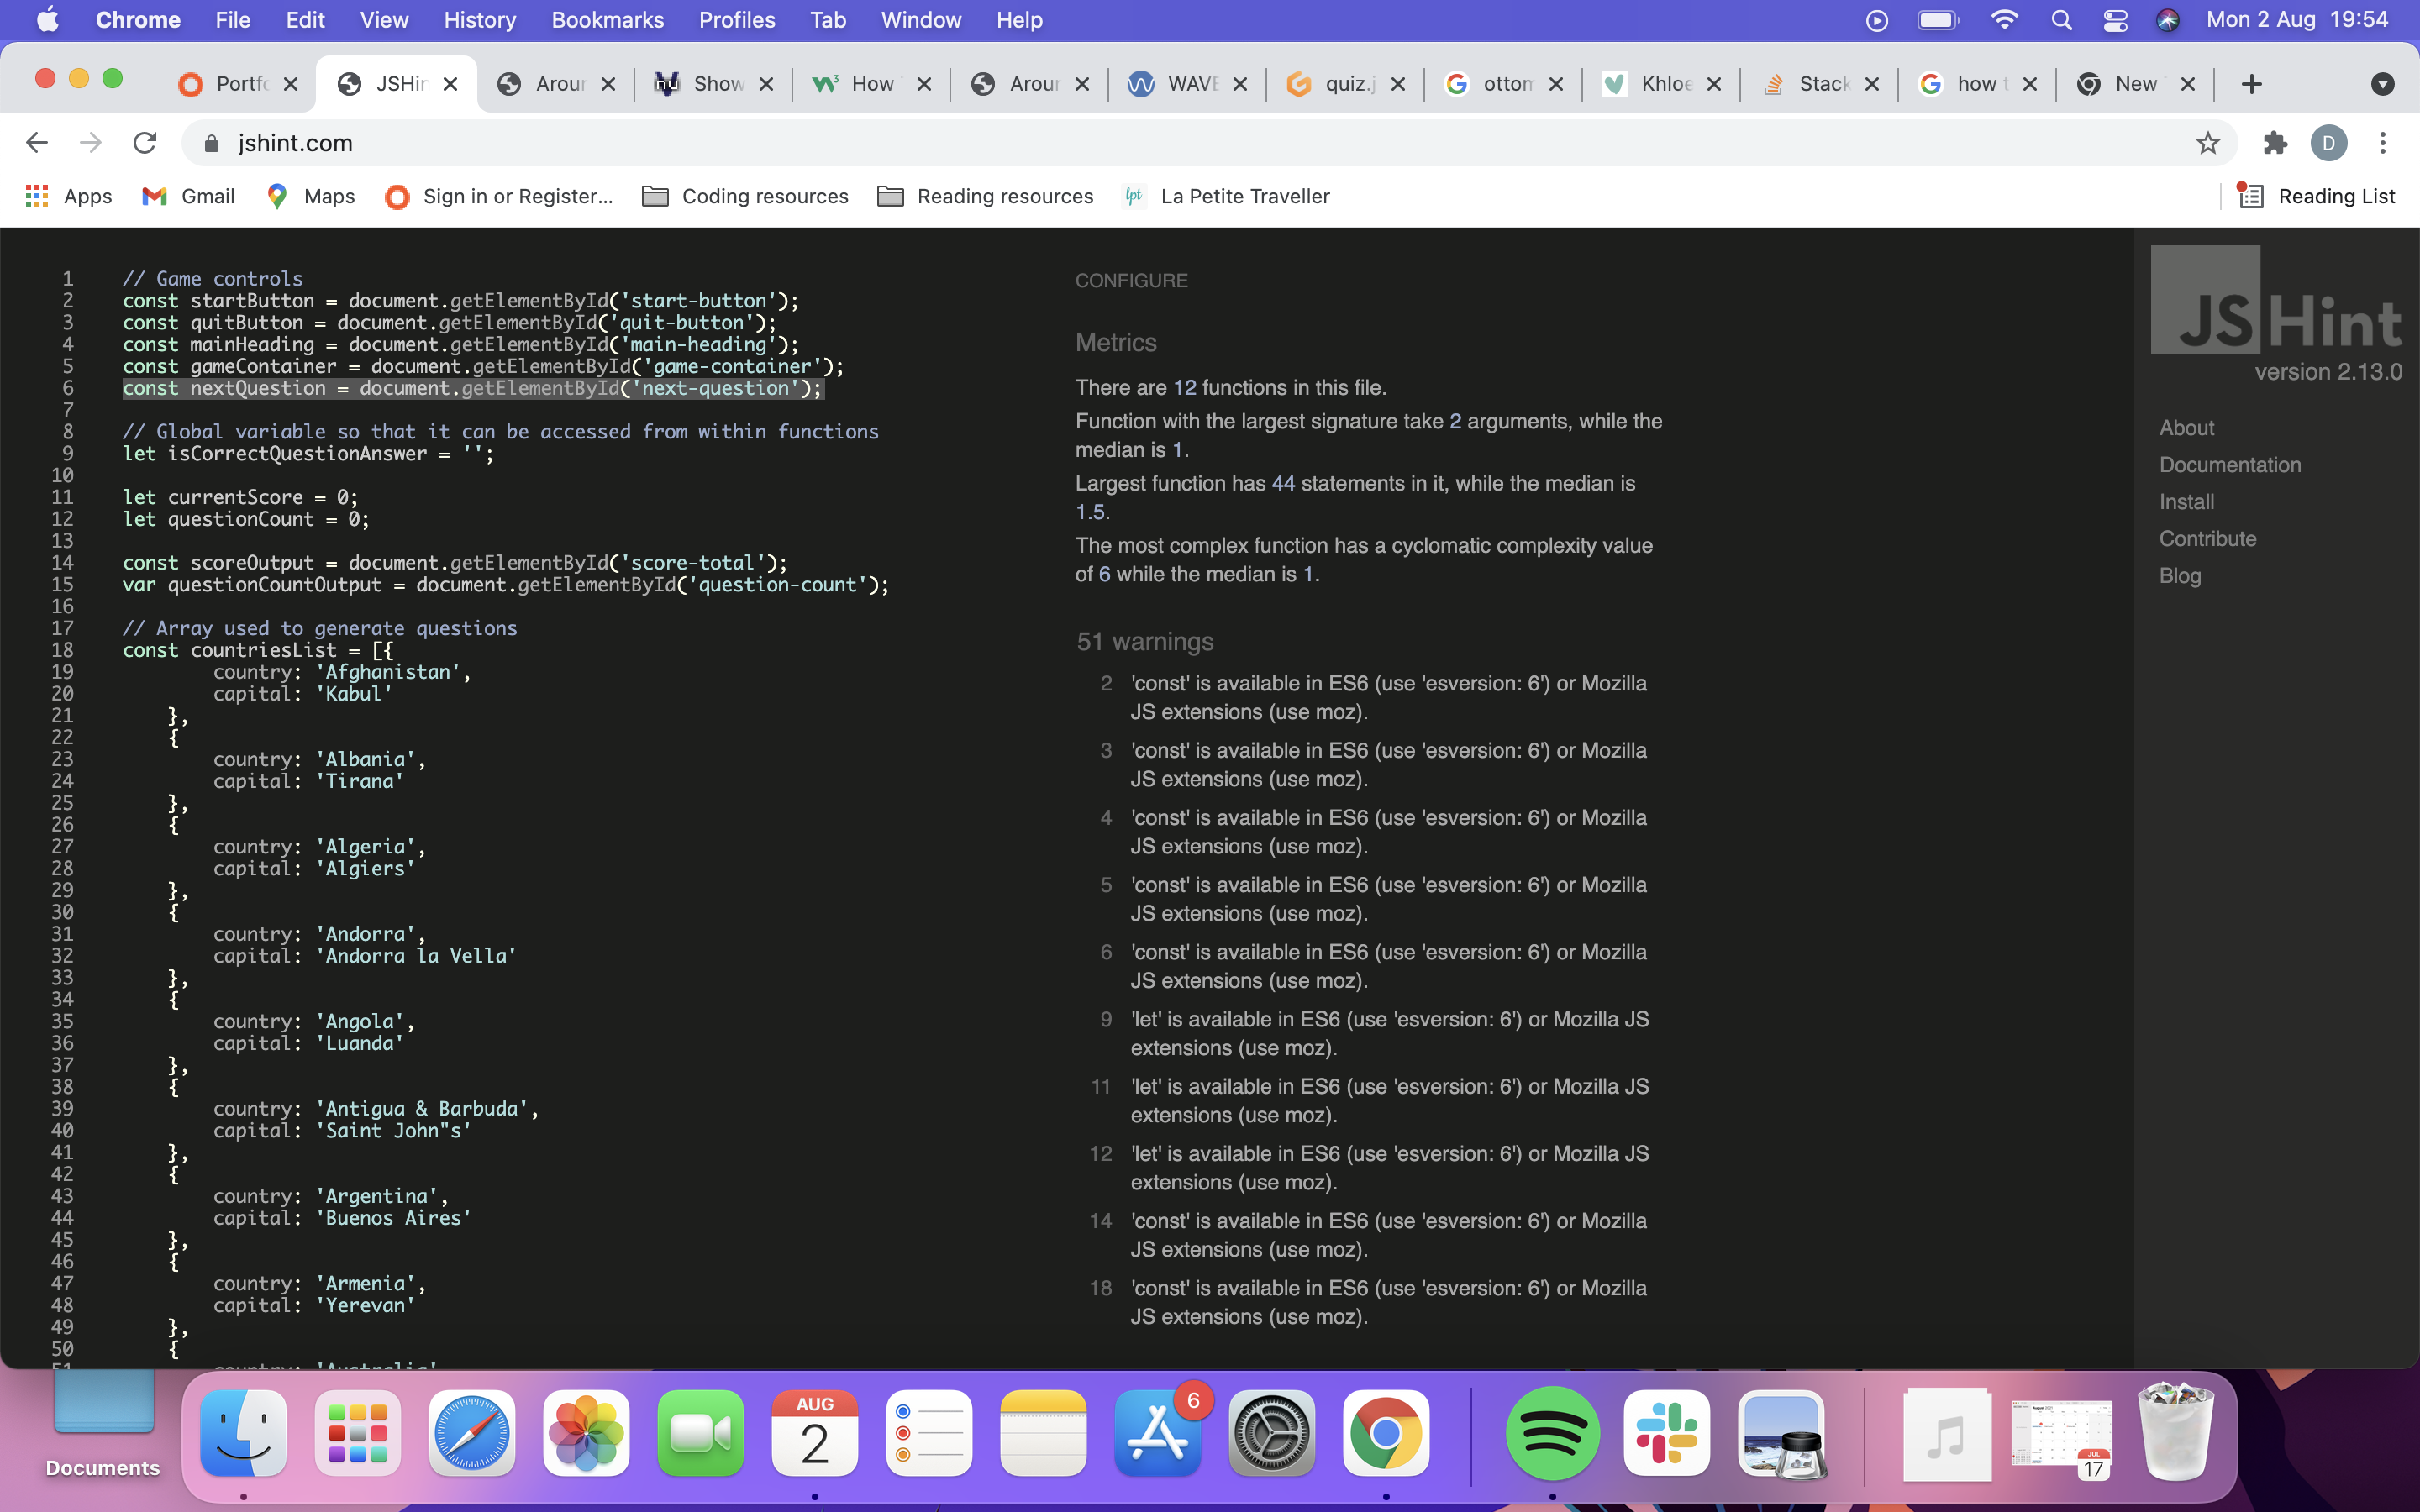 Chrome File Edit View History Bookmarks Profiles Tab Window Help Mon 2 Aug 19:54
Portfo JSHin Aroun Show How Aroun WAVE quiz.j ottom Khloe Stack how t New
jshint.com D
Apps Gmail Maps Sign in or Register... Coding resources Reading resources lpt La Petite Traveller Reading List
1 // Game controls
2 const startButton = document.getElementById('start-button');
3 const quitButton = document.getElementById('quit-button');
4 const mainHeading = document.getElementById('main-heading');
5 const gameContainer = document.getElementById('game-container');
6 const nextQuestion = document.getElementById('next-question');
7
8 // Global variable so that it can be accessed from within functions
9 let isCorrectQuestionAnswer = '';
10
11 let currentScore = 0;
12 let questionCount = 0;
13
14 const scoreOutput = document.getElementById('score-total');
15 var questionCountOutput = document.getElementById('question-count');
16
17 // Array used to generate questions
18 const countriesList = [{
19 country: 'Afghanistan',
20 capital: 'Kabul'
21 },
22 {
23 country: 'Albania',
24 capital: 'Tirana'
25 },
26 {
27 country: 'Algeria',
28 capital: 'Algiers'
29 },
30 {
31 country: 'Andorra',
32 capital: 'Andorra la Vella'
33 },
34 {
35 country: 'Angola',
36 capital: 'Luanda'
37 },
38 {
39 country: 'Antigua & Barbuda',
40 capital: 'Saint John"s'
41 },
42 {
43 country: 'Argentina',
44 capital: 'Buenos Aires'
45 },
46 {
47 country: 'Armenia',
48 capital: 'Yerevan'
49 },
50 {
51 country: 'Australia',
CONFIGURE
Metrics
There are 12 functions in this file.
Function with the largest signature take 2 arguments, while the
median is 1.
Largest function has 44 statements in it, while the median is
1.5.
The most complex function has a cyclomatic complexity value
of 6 while the median is 1.
51 warnings
2 'const' is available in ES6 (use 'esversion: 6') or Mozilla
JS extensions (use moz).
3 'const' is available in ES6 (use 'esversion: 6') or Mozilla
JS extensions (use moz).
4 'const' is available in ES6 (use 'esversion: 6') or Mozilla
JS extensions (use moz).
5 'const' is available in ES6 (use 'esversion: 6') or Mozilla
JS extensions (use moz).
6 'const' is available in ES6 (use 'esversion: 6') or Mozilla
JS extensions (use moz).
9 'let' is available in ES6 (use 'esversion: 6') or Mozilla JS
extensions (use moz).
11 'let' is available in ES6 (use 'esversion: 6') or Mozilla JS
extensions (use moz).
12 'let' is available in ES6 (use 'esversion: 6') or Mozilla JS
extensions (use moz).
14 'const' is available in ES6 (use 'esversion: 6') or Mozilla
JS extensions (use moz).
18 'const' is available in ES6 (use 'esversion: 6') or Mozilla
JS extensions (use moz).
JSHint
version 2.13.0
About
Documentation
Install
Contribute
Blog
Documents
AUG
2
6
JUL
17